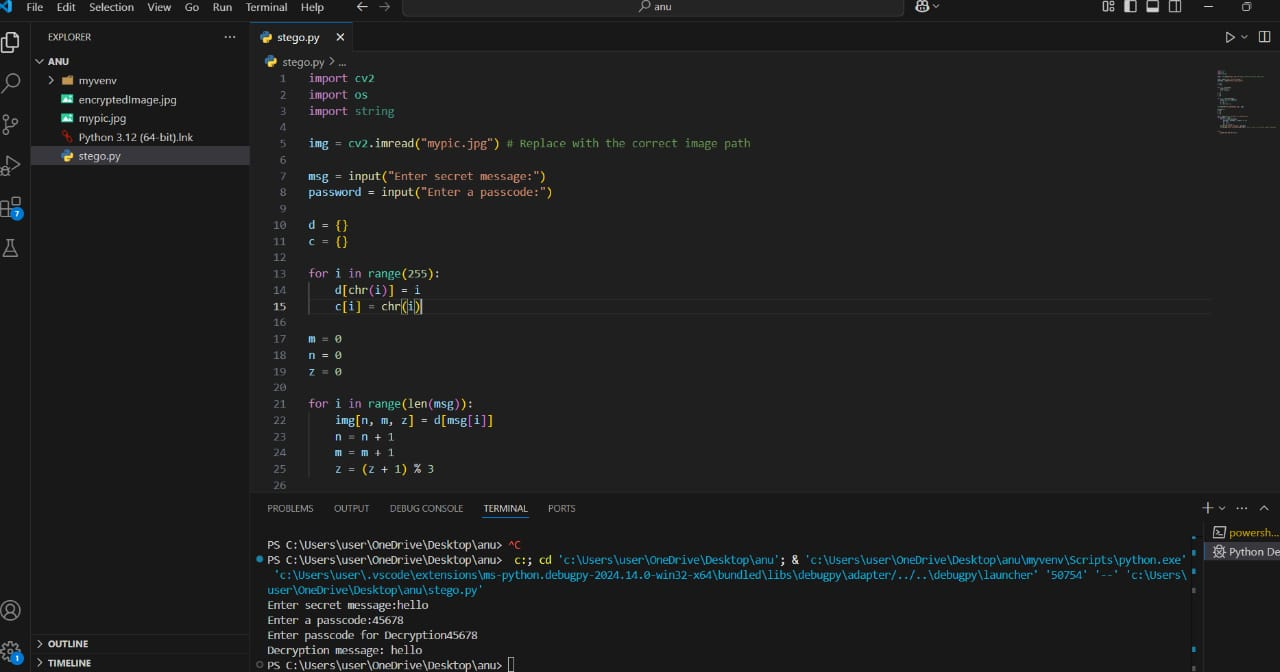 File Edit Selection View Go Run Terminal Help
anu
EXPLORER
ANU
myvenv
encryptedImage.jpg
mypic.jpg
Python 3.12 (64-bit).lnk
stego.py
7
OUTLINE
TIMELINE
1
stego.py
stego.py > ...
1 import cv2
2 import os
3 import string
4
5 img = cv2.imread("mypic.jpg") # Replace with the correct image path
6
7 msg = input("Enter secret message:")
8 password = input("Enter a passcode:")
9
10 d = {}
11 c = {}
12
13 for i in range(255):
14     d[chr(i)] = i
15     c[i] = chr(i)
16
17 m = 0
18 n = 0
19 z = 0
20
21 for i in range(len(msg)):
22     img[n, m, z] = d[msg[i]]
23     n = n + 1
24     m = m + 1
25     z = (z + 1) % 3
26
PROBLEMS OUTPUT DEBUG CONSOLE TERMINAL PORTS
PS C:\Users\user\OneDrive\Desktop\anu> ^C
PS C:\Users\user\OneDrive\Desktop\anu>  c:; cd 'c:\Users\user\OneDrive\Desktop\anu'; & 'c:\Users\user\OneDrive\Desktop\anu\myvenv\Scripts\python.exe'
'c:\Users\user\.vscode\extensions\ms-python.debugpy-2024.14.0-win32-x64\bundled\libs\debugpy\adapter/../..\debugpy\launcher' '50754' '--' 'c:\Users\
user\OneDrive\Desktop\anu\stego.py'
Enter secret message:hello
Enter a passcode:45678
Enter passcode for Decryption45678
Decryption message: hello
PS C:\Users\user\OneDrive\Desktop\anu>
powersh...
Python De